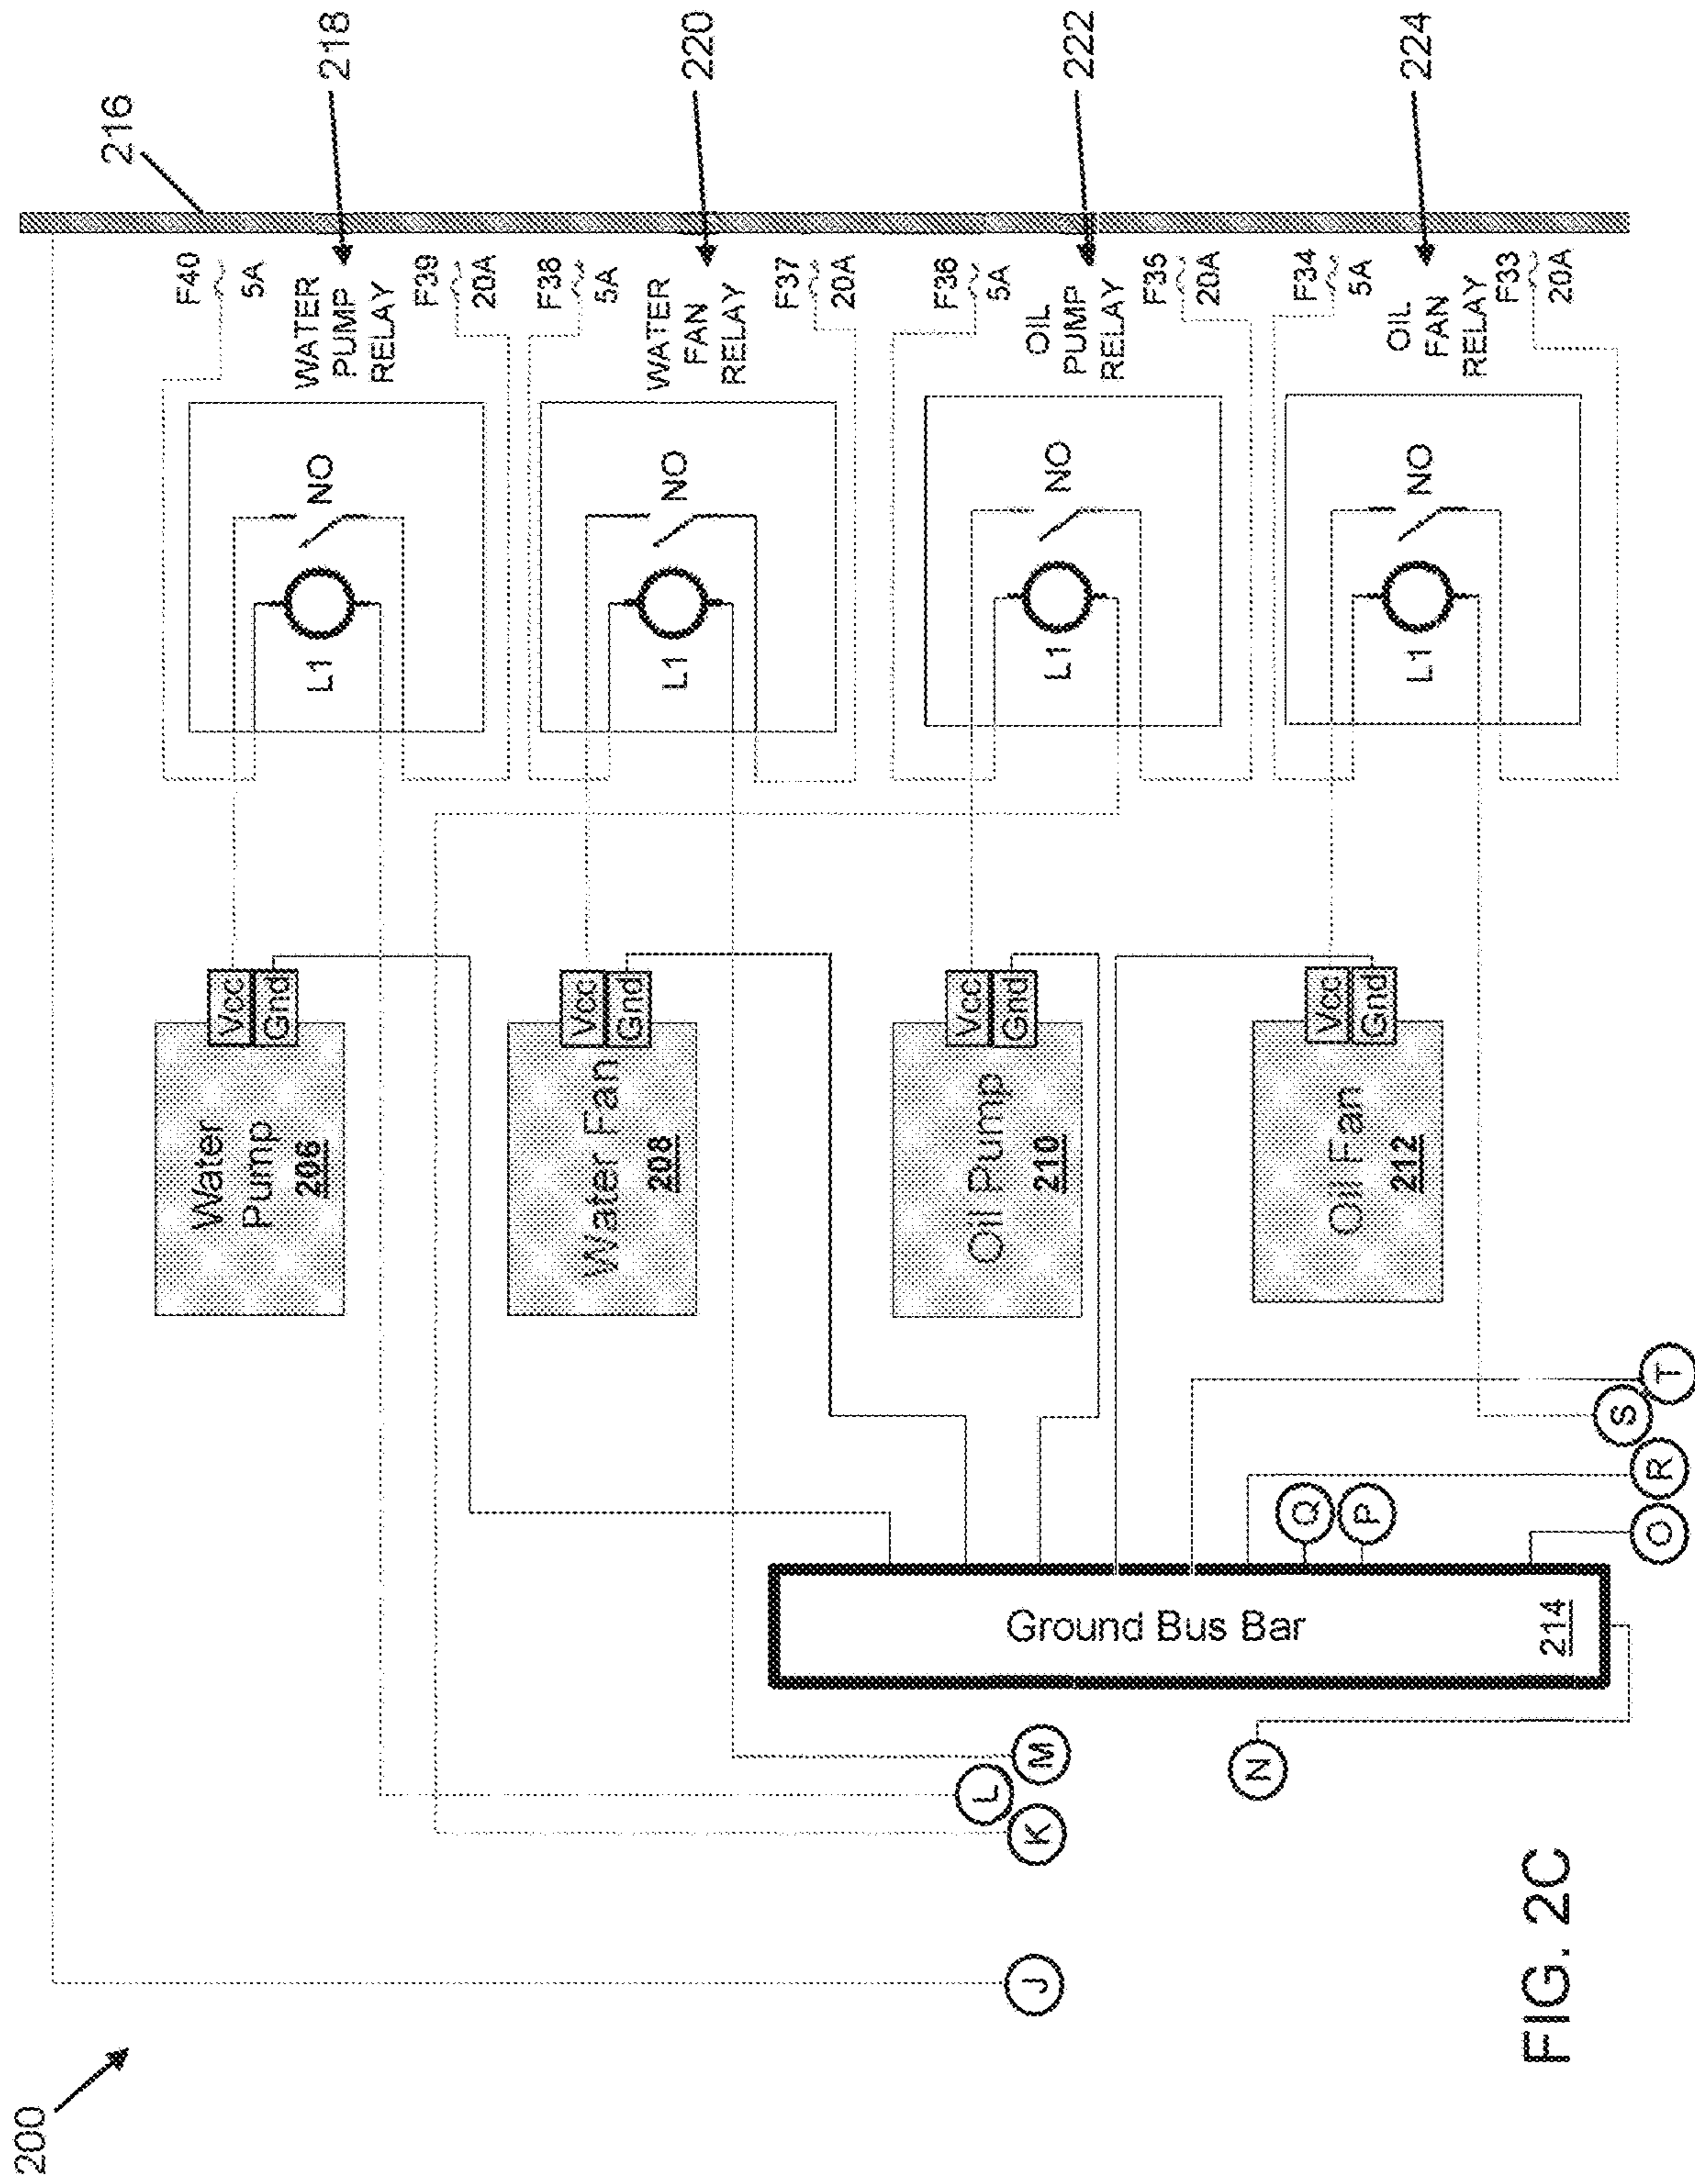 200
216
218
220
222
224
F40
5A
WATER
PUMP
RELAY
F39
20A
F38
5A
WATER
FAN
RELAY
F37
20A
F36
5A
OIL
PUMP
RELAY
F35
20A
F34
5A
OIL
FAN
RELAY
F33
20A
L1
NO
L1
NO
L1
NO
L1
NO
Vcc
Gnd
Water
Pump
206
Vcc
Gnd
Water Fan
208
Vcc
Gnd
Oil Pump
210
Vcc
Gnd
Oil Fan
212
Ground Bus Bar
214
J
K
L
M
N
O
P
Q
R
S
T
FIG. 2C